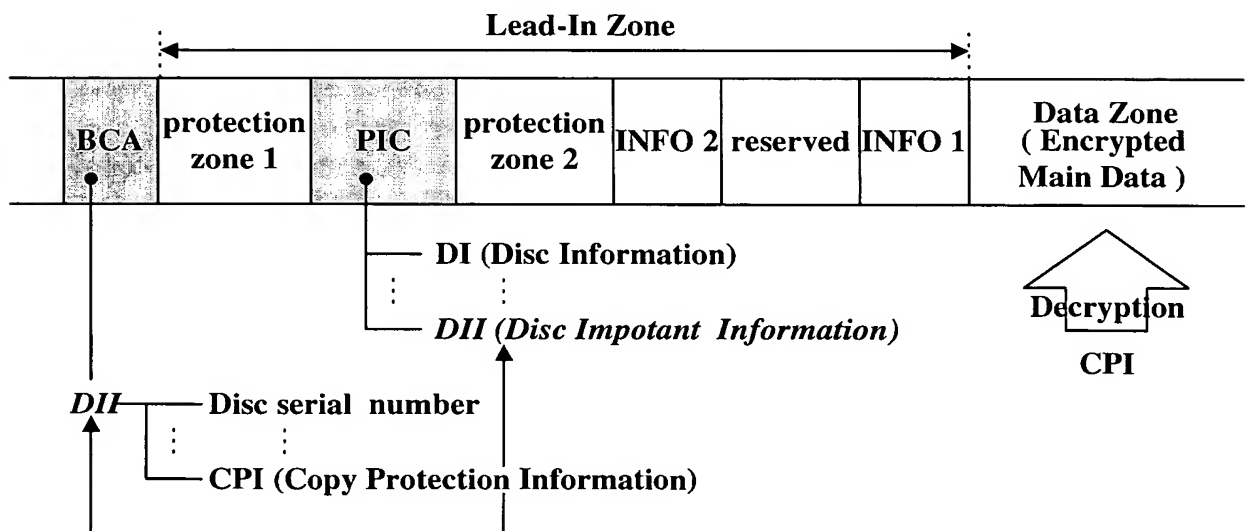 Lead-In Zone
BCA
protection
zone 1
PIC
protection
zone 2
INFO 2
reserved
INFO 1
Data Zone
( Encrypted
Main Data )
DI (Disc Information)
DII (Disc Impotant Information)
Decryption
CPI
DII
Disc serial number
CPI (Copy Protection Information)